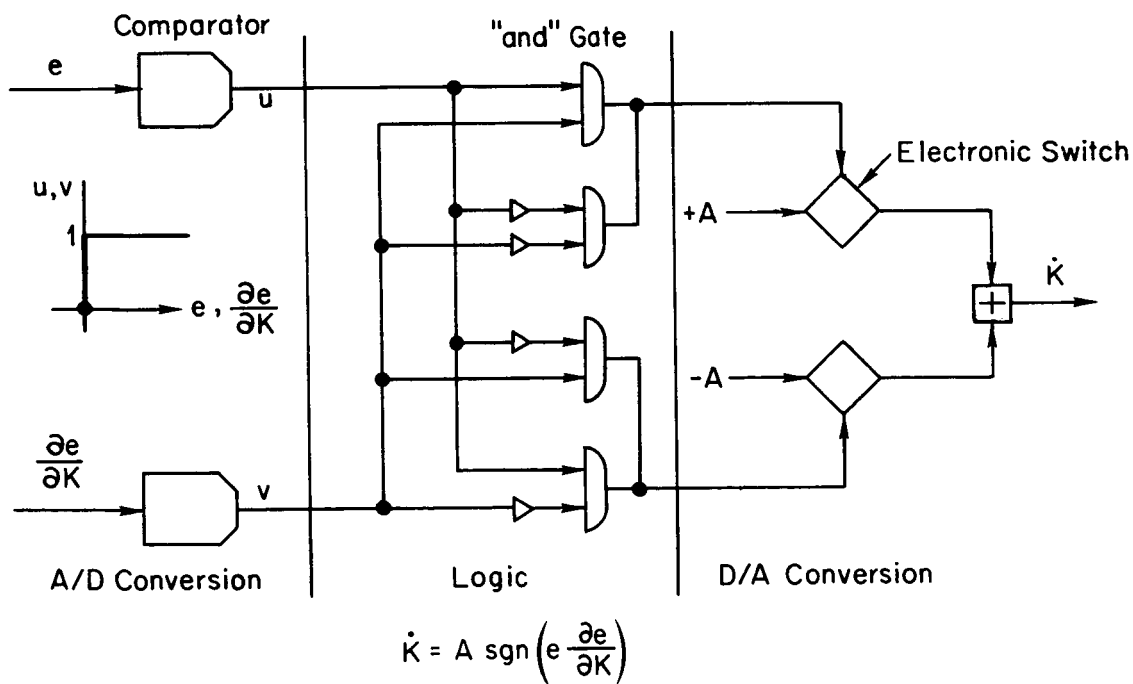 Comparator
"and" Gate
e
u
Electronic Switch
u,v
1
+A
K̇
e , ∂e/∂K
-A
∂e/∂K
v
A/D Conversion
Logic
D/A Conversion
K̇ = A sgn (e ∂e/∂K)